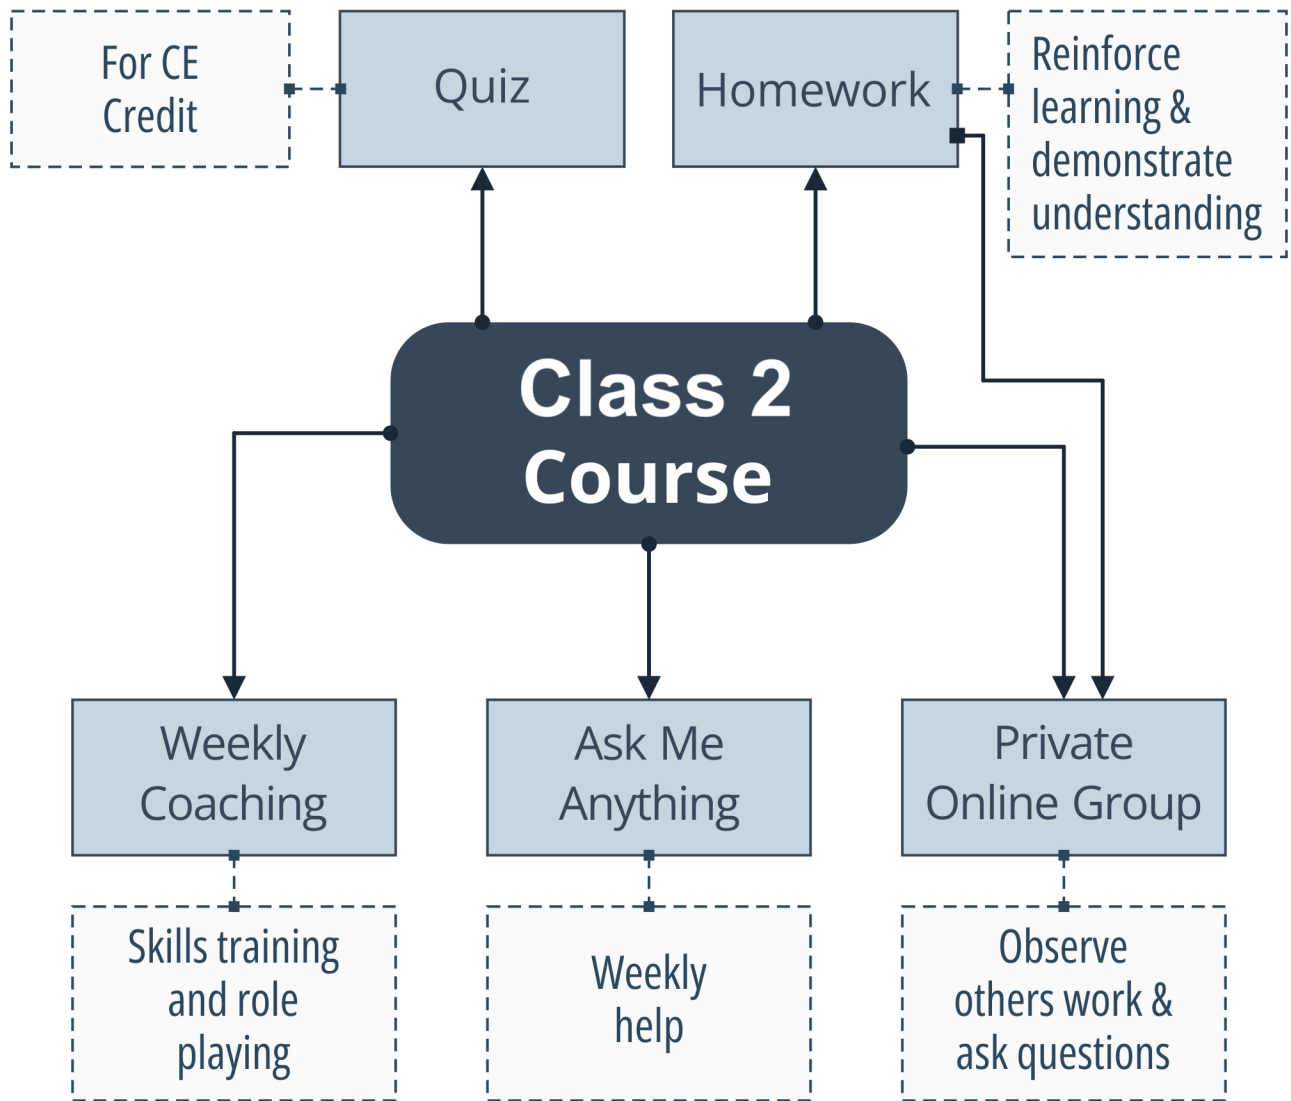 For CE
Credit
Quiz
Homework
Reinforce
learning &
demonstrate
understanding
Class 2
Course
Weekly
Coaching
Ask Me
Anything
Private
Online Group
Skills training
and role
playing
Weekly
help
Observe
others work &
ask questions